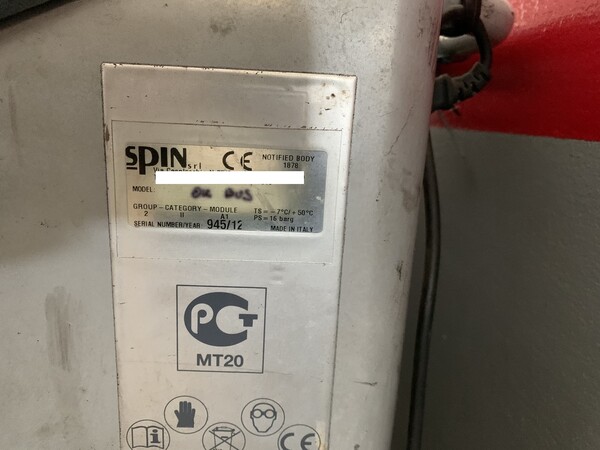 SPIN s.r.l CE NOTIFIED BODY
1878
MODEL:
GROUP - CATEGORY - MODULE TS = -7°C/+50°C
2 II A1 PS = 16 barg
SERIAL NUMBER/YEAR: 945/12 MADE IN ITALY
PCT
MT20
i
CE